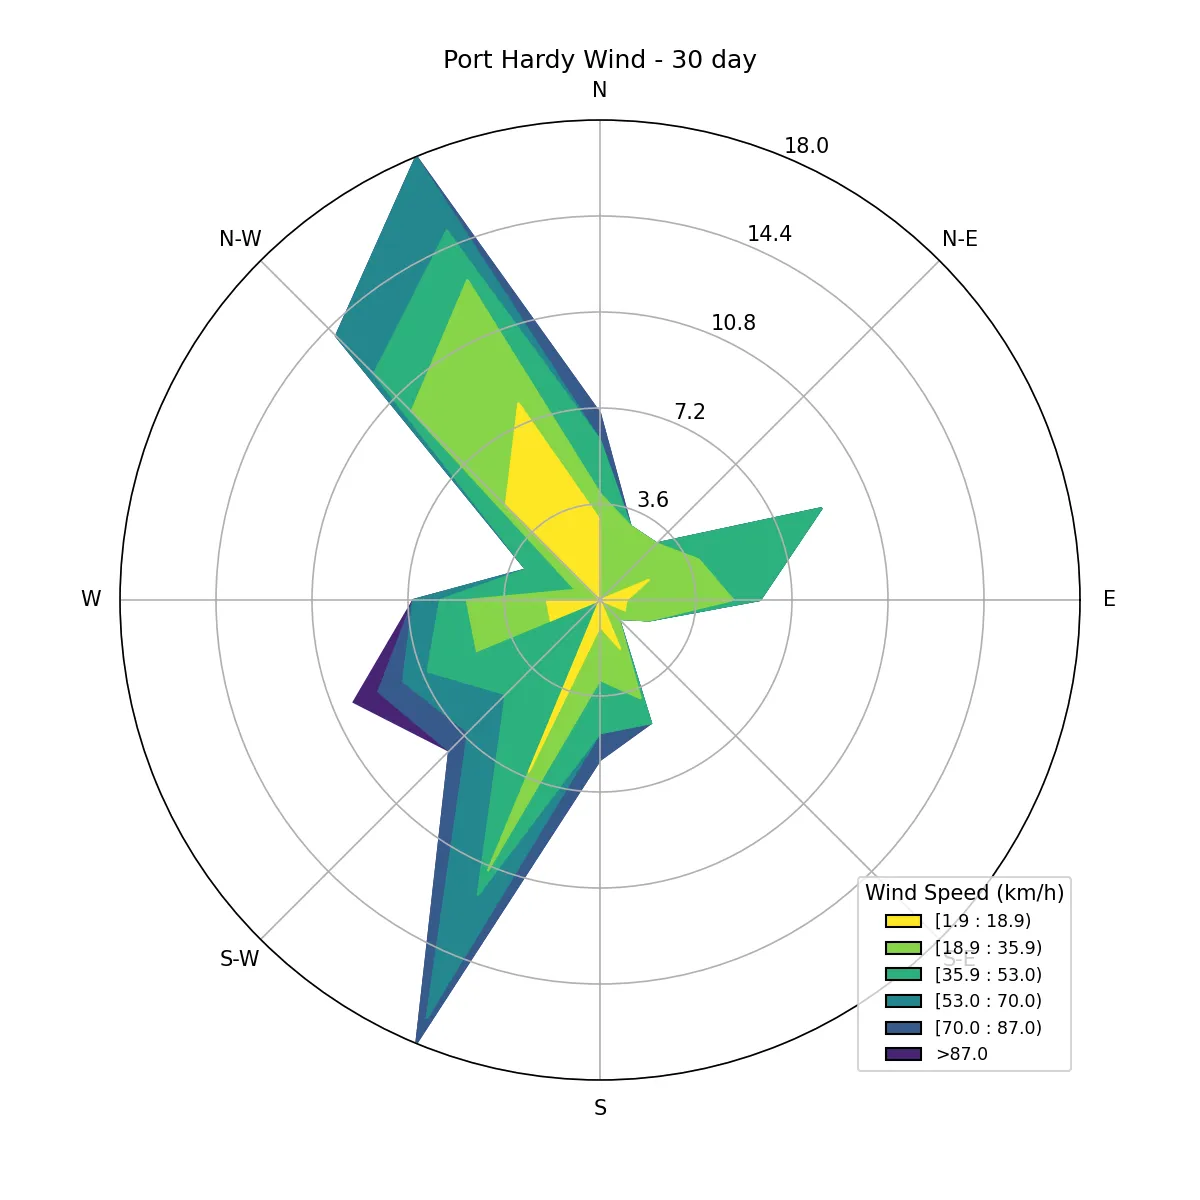 Port Hardy Wind - 30 day
N
18.0
14.4
N-W
N-E
10.8
7.2
3.6
W
E
Wind Speed (km/h)
[1.9 : 18.9)
[18.9 : 35.9)
S-W
S-E
[35.9 : 53.0)
[53.0 : 70.0)
[70.0 : 87.0)
>87.0
S